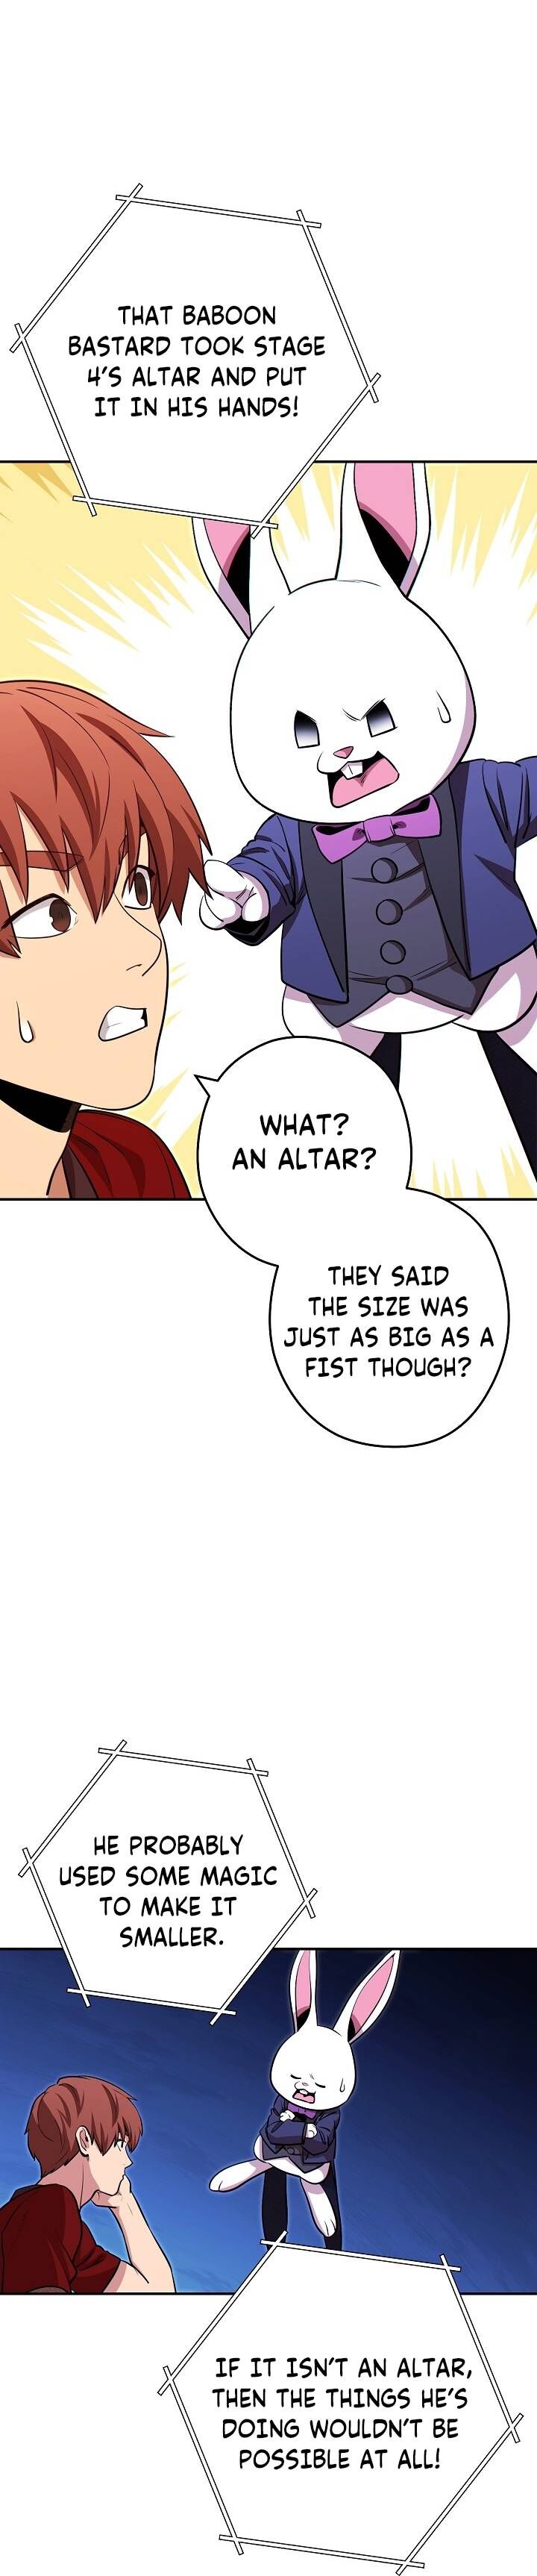 THAT BABOON
BASTARD TOOK STAGE
4'S ALTAR AND PUT
IT IN HIS HANDS!
WHAT?
AN ALTAR?
THEY SAID
THE SIZE WAS
JUST AS BIG AS A
FIST THOUGH?
HE PROBABLY
USED SOME MAGIC
TO MAKE IT
SMALLER.
IF IT ISN'T AN ALTAR,
THEN THE THINGS HE'S
DOING WOULDN'T BE
POSSIBLE AT ALL!